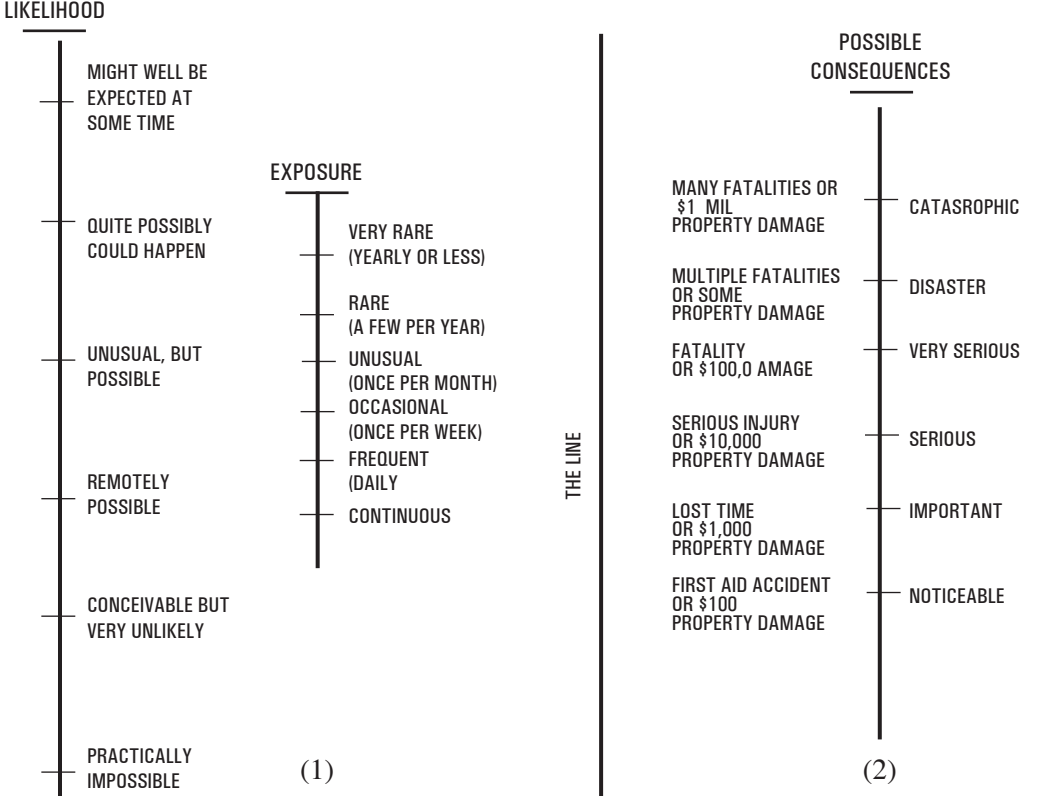 LIKELIHOOD
MIGHT WELL BE
EXPECTED AT
SOME TIME
QUITE POSSIBLY
COULD HAPPEN
UNUSUAL, BUT
POSSIBLE
REMOTELY
POSSIBLE
CONCEIVABLE BUT
VERY UNLIKELY
PRACTICALLY
IMPOSSIBLE
EXPOSURE
VERY RARE
(YEARLY OR LESS)
RARE
(A FEW PER YEAR)
UNUSUAL
(ONCE PER MONTH)
OCCASIONAL
(ONCE PER WEEK)
FREQUENT
(DAILY
CONTINUOUS
(1)
THE LINE
POSSIBLE
CONSEQUENCES
MANY FATALITIES OR
$1 MIL
PROPERTY DAMAGE
CATASROPHIC
MULTIPLE FATALITIES
OR SOME
PROPERTY DAMAGE
DISASTER
FATALITY
OR $100,0 AMAGE
VERY SERIOUS
SERIOUS INJURY
OR $10,000
PROPERTY DAMAGE
SERIOUS
LOST TIME
OR $1,000
PROPERTY DAMAGE
IMPORTANT
FIRST AID ACCIDENT
OR $100
PROPERTY DAMAGE
NOTICEABLE
(2)